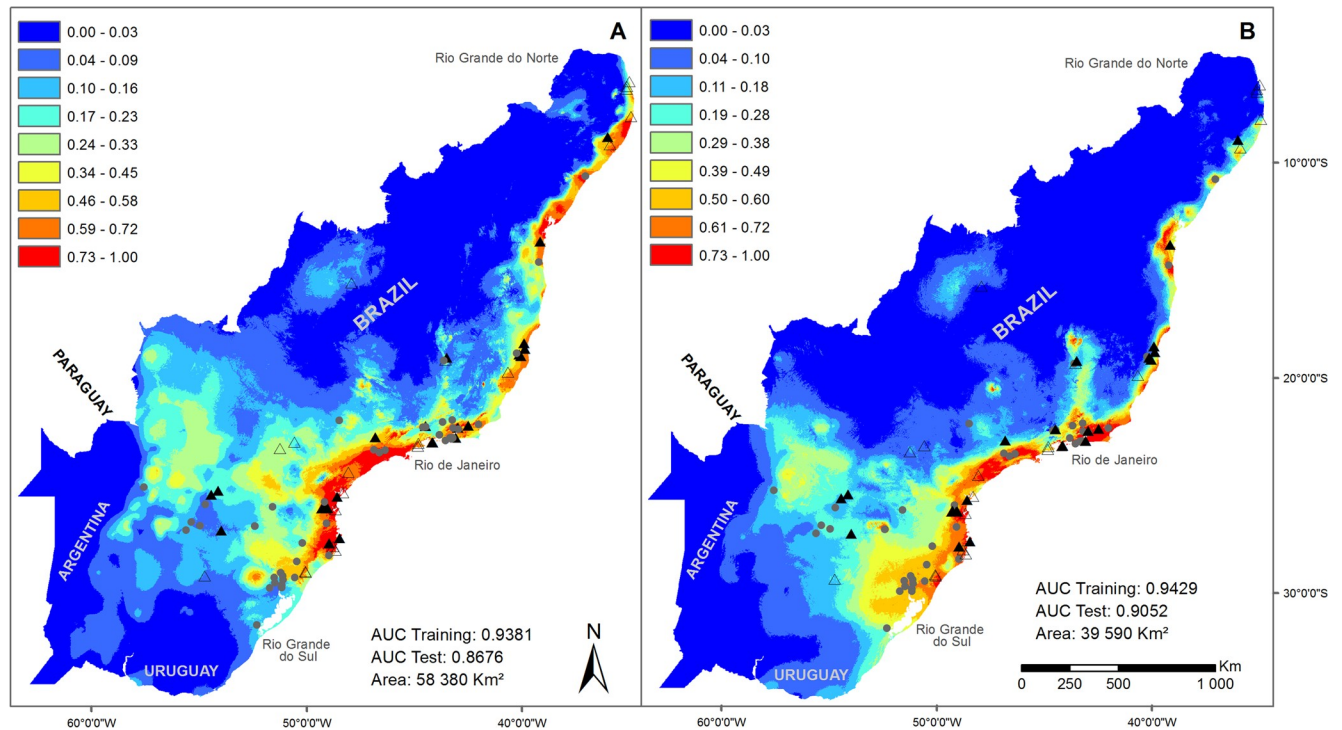 A
0.00 - 0.03
0.04 - 0.09
0.10 - 0.16
0.17 - 0.23
0.24 - 0.33
0.34 - 0.45
0.46 - 0.58
0.59 - 0.72
0.73 - 1.00
Rio Grande do Norte
BRAZIL
PARAGUAY
ARGENTINA
URUGUAY
Rio de Janeiro
Rio Grande
do Sul
AUC Training: 0.9381
AUC Test: 0.8676
Area: 58 380 Km²
N
60°0'0"W
50°0'0"W
40°0'0"W
B
0.00 - 0.03
0.04 - 0.10
0.11 - 0.18
0.19 - 0.28
0.29 - 0.38
0.39 - 0.49
0.50 - 0.60
0.61 - 0.72
0.73 - 1.00
Rio Grande do Norte
BRAZIL
PARAGUAY
ARGENTINA
URUGUAY
Rio de Janeiro
Rio Grande
do Sul
AUC Training: 0.9429
AUC Test: 0.9052
Area: 39 590 Km²
Km
0 250 500 1 000
10°0'0"S
20°0'0"S
30°0'0"S
60°0'0"W
50°0'0"W
40°0'0"W